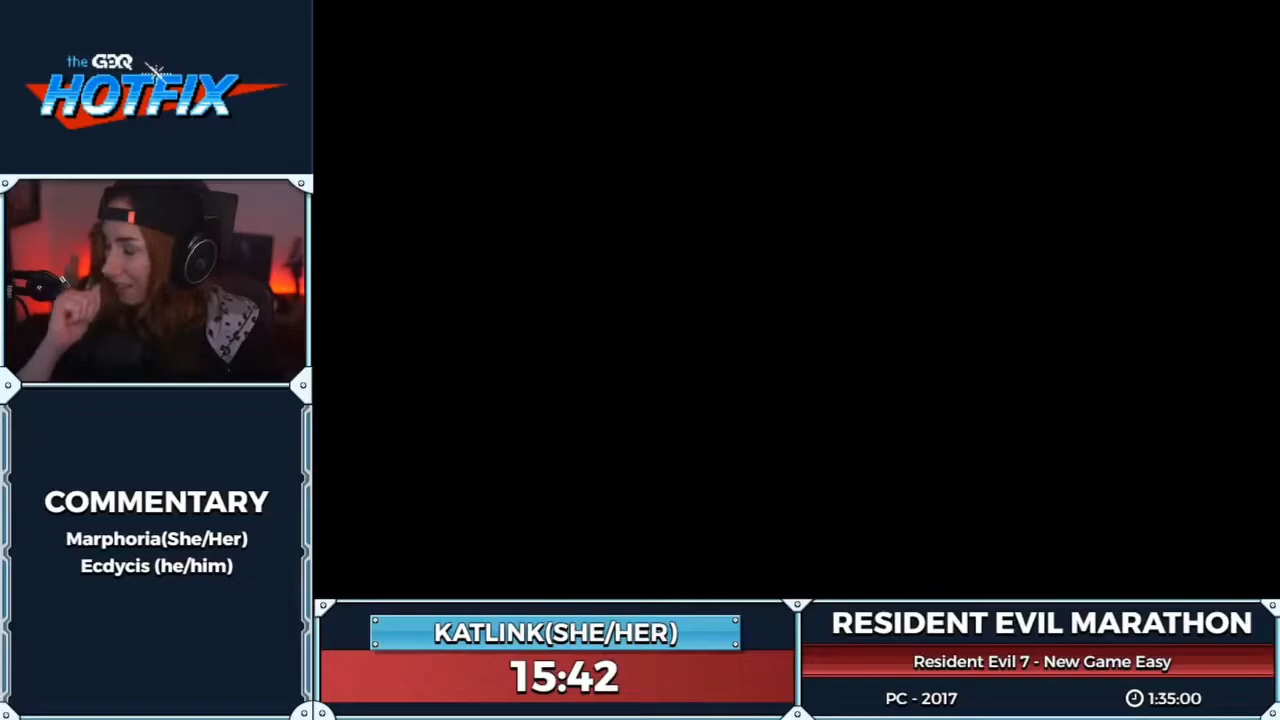 the GDQ
HOTFIX
COMMENTARY
Marphoria(She/Her)
Ecdycis (he/him)
KATLINK(SHE/HER)
15:42
RESIDENT EVIL MARATHON
Resident Evil 7 - New Game Easy
PC - 2017
1:35:00